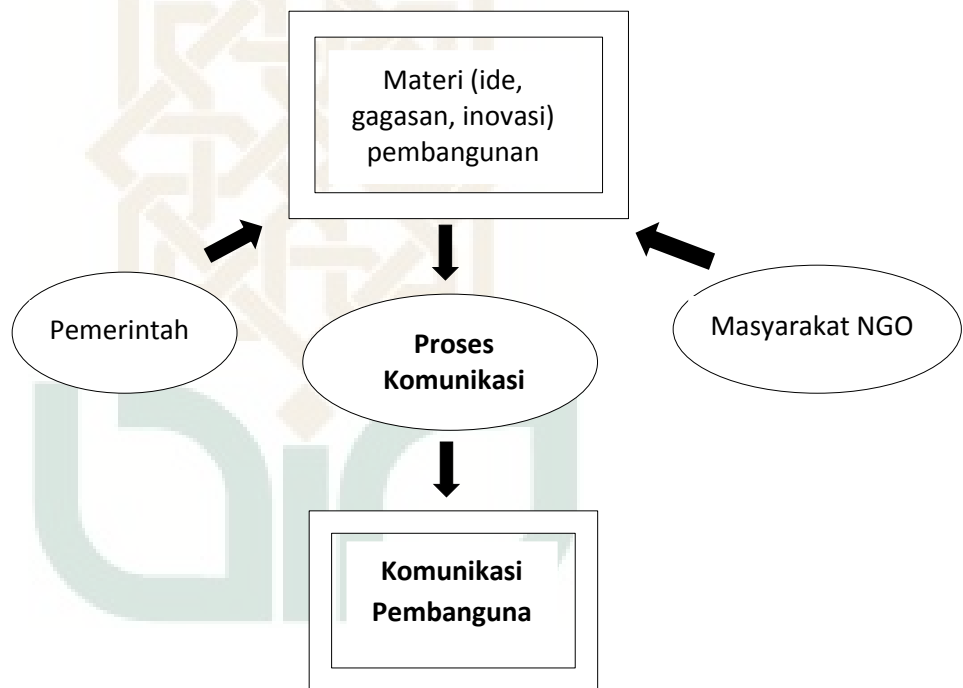 Materi (ide,
gagasan, inovasi)
pembangunan
Pemerintah
Proses
Komunikasi
Masyarakat NGO
Komunikasi
Pembanguna